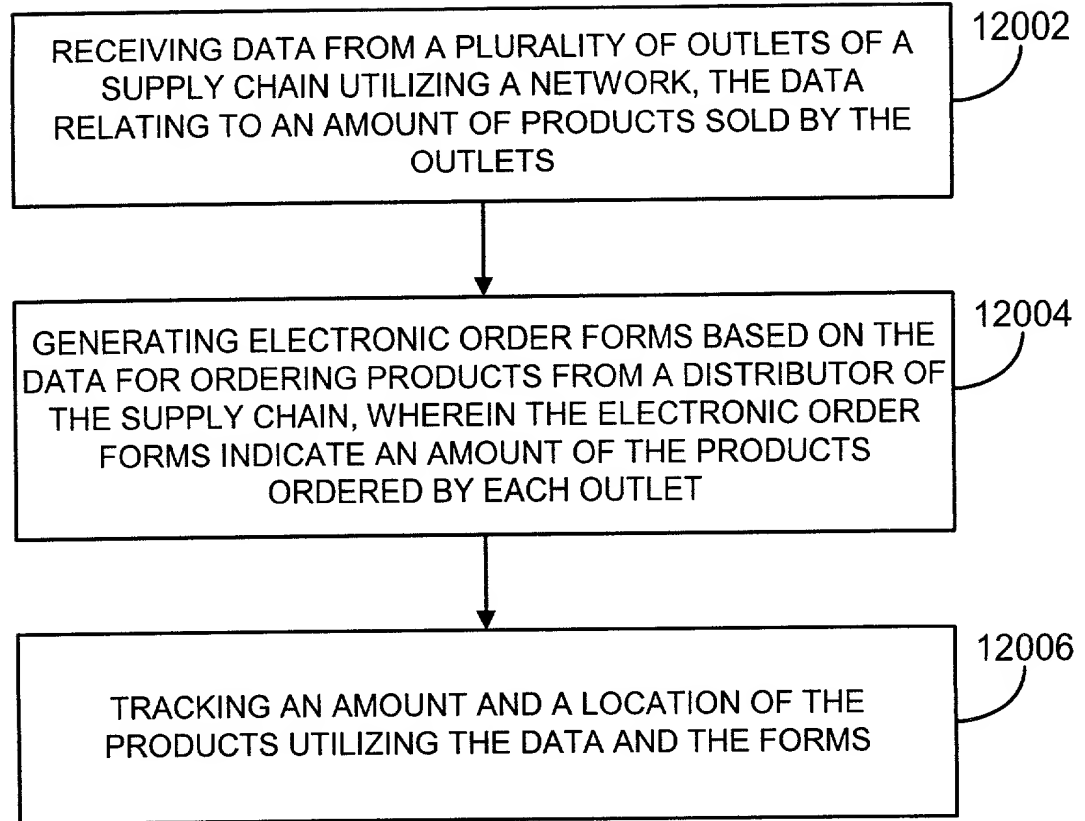 12002
RECEIVING DATA FROM A PLURALITY OF OUTLETS OF A
SUPPLY CHAIN UTILIZING A NETWORK, THE DATA
RELATING TO AN AMOUNT OF PRODUCTS SOLD BY THE
OUTLETS
12004
GENERATING ELECTRONIC ORDER FORMS BASED ON THE
DATA FOR ORDERING PRODUCTS FROM A DISTRIBUTOR OF
THE SUPPLY CHAIN, WHEREIN THE ELECTRONIC ORDER
FORMS INDICATE AN AMOUNT OF THE PRODUCTS
ORDERED BY EACH OUTLET
12006
TRACKING AN AMOUNT AND A LOCATION OF THE
PRODUCTS UTILIZING THE DATA AND THE FORMS